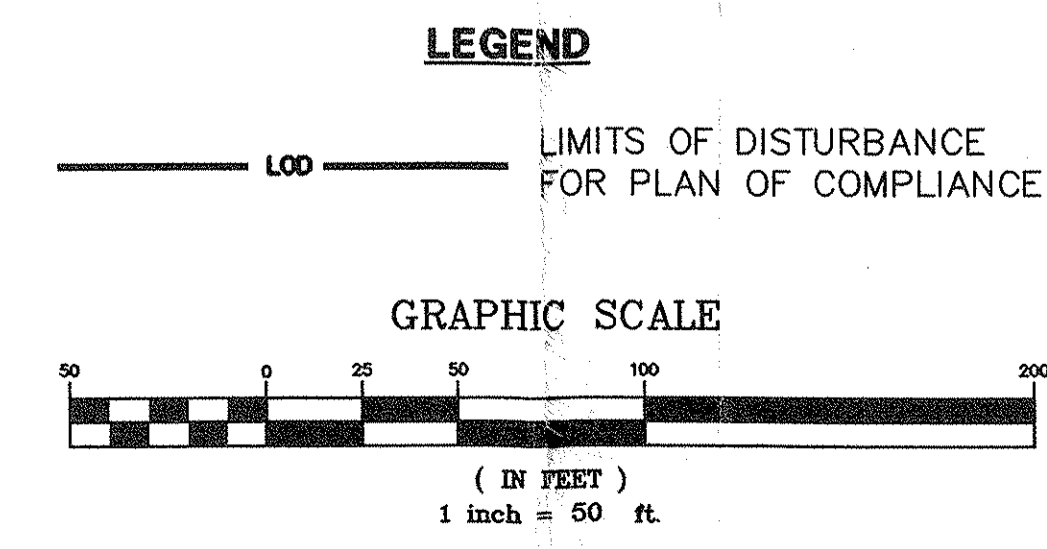 LEGEND
LOD
LIMITS OF DISTURBANCE
FOR PLAN OF COMPLIANCE
GRAPHIC SCALE
50 0 25 50 100 200
( IN FEET )
1 inch = 50 ft.